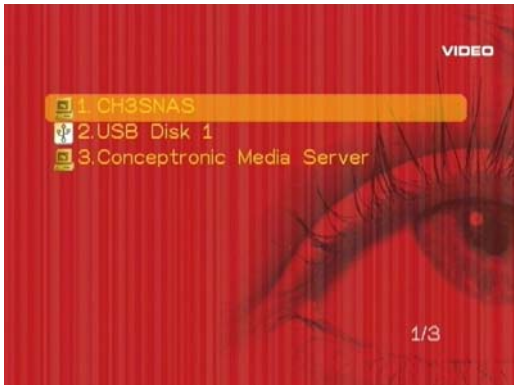 VIDEO
1. CH3SNAS
2.USB Disk 1
3.Conceptronic Media Server
1/3